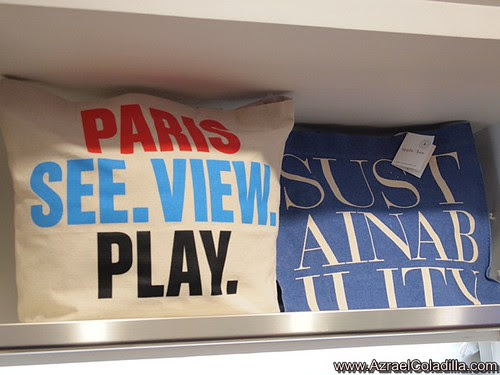 PARIS
SEE. VIEW.
PLAY.
SUST
AINAB
ILITY
www.AzraelColadilla.com